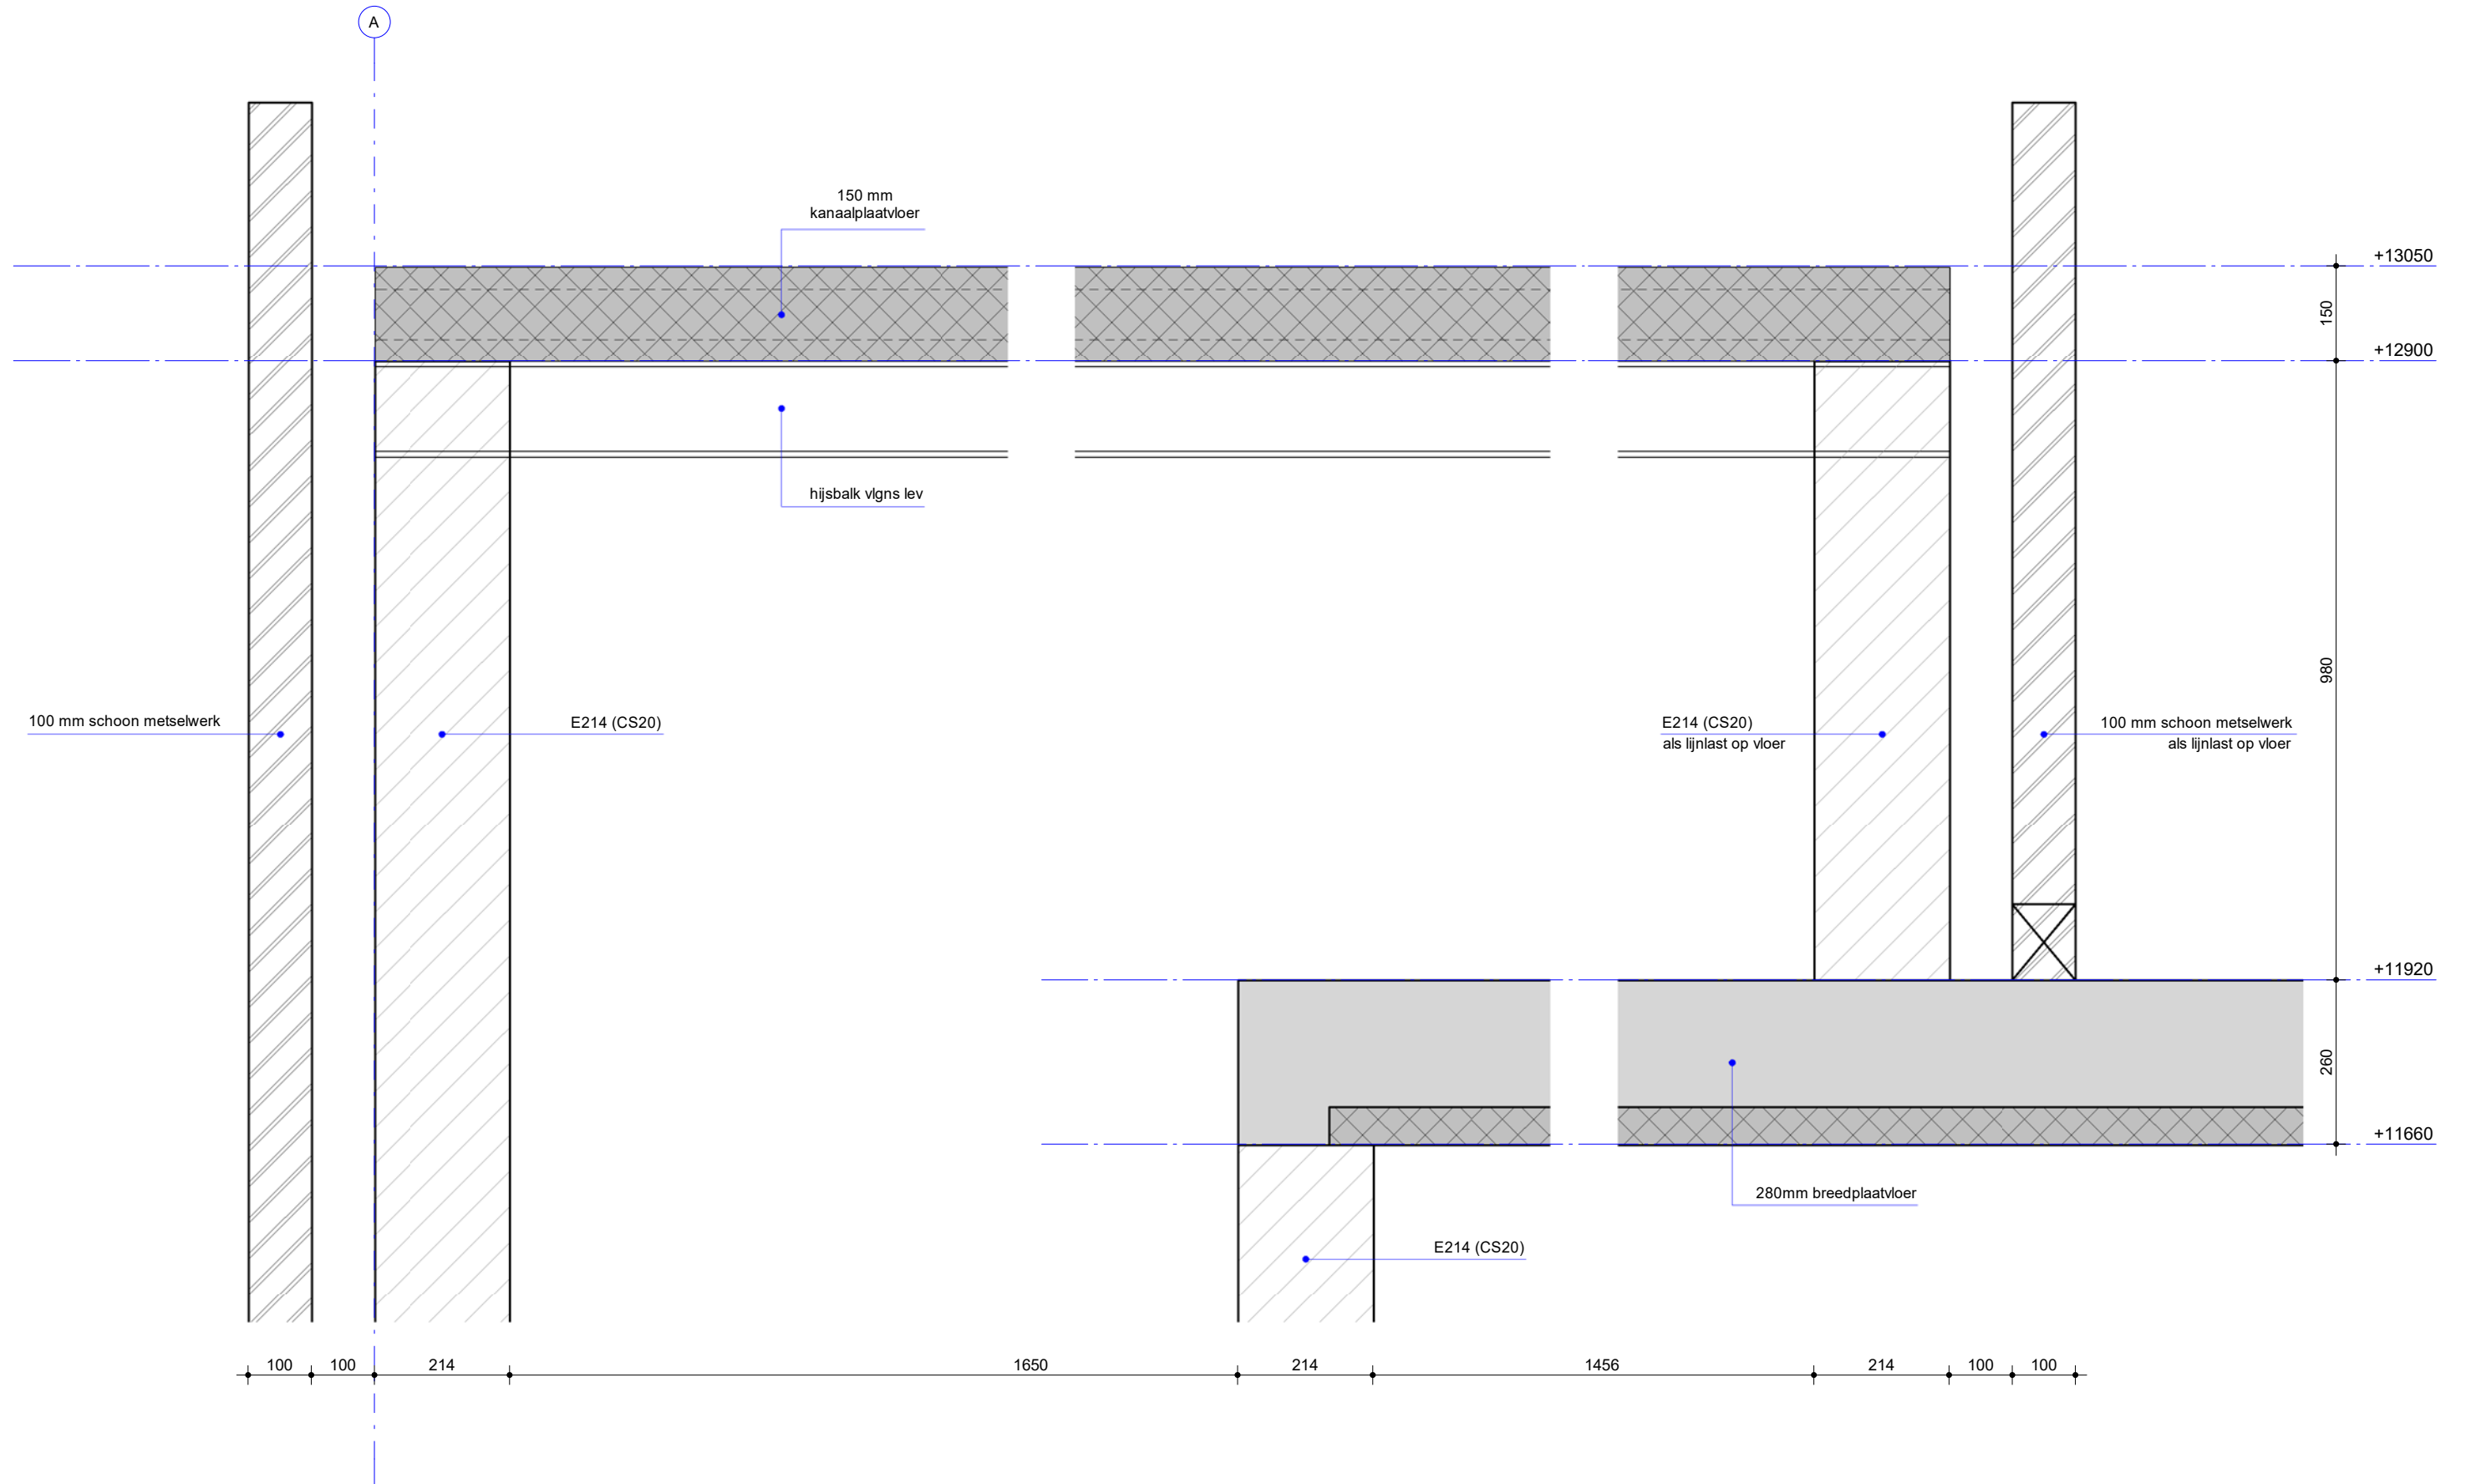 A
150 mm
kanaalplaatvloer
+13050
150
+12900
hijsbalk vlgns lev
980
100 mm schoon metselwerk
E214 (CS20)
E214 (CS20)
als lijnlast op vloer
100 mm schoon metselwerk
als lijnlast op vloer
+11920
260
+11660
280mm breedplaatvloer
E214 (CS20)
100 100 214 1650 214 1456 214 100 100